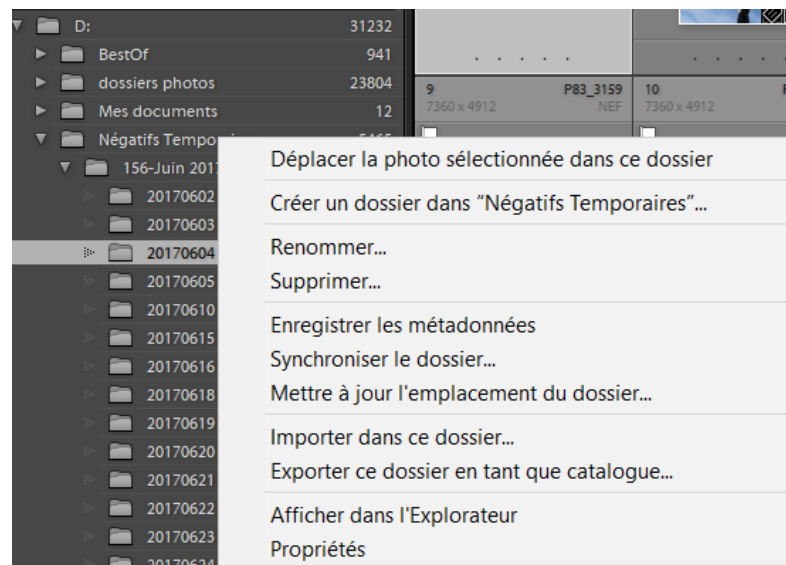 D: 31232
BestOf 941
dossiers photos 23804
Mes documents 12
Négatifs Tempo
156-Juin 201
20170602
20170603
20170604
20170605
20170610
20170615
20170616
20170618
20170619
20170620
20170621
20170622
20170623
20170624
9 P83_3159
7360 x 4912 NEF
10
7360 x 4912
Déplacer la photo sélectionnée dans ce dossier
Créer un dossier dans “Négatifs Temporaires”...
Renommer...
Supprimer...
Enregistrer les métadonnées
Synchroniser le dossier...
Mettre à jour l'emplacement du dossier...
Importer dans ce dossier...
Exporter ce dossier en tant que catalogue...
Afficher dans l'Explorateur
Propriétés